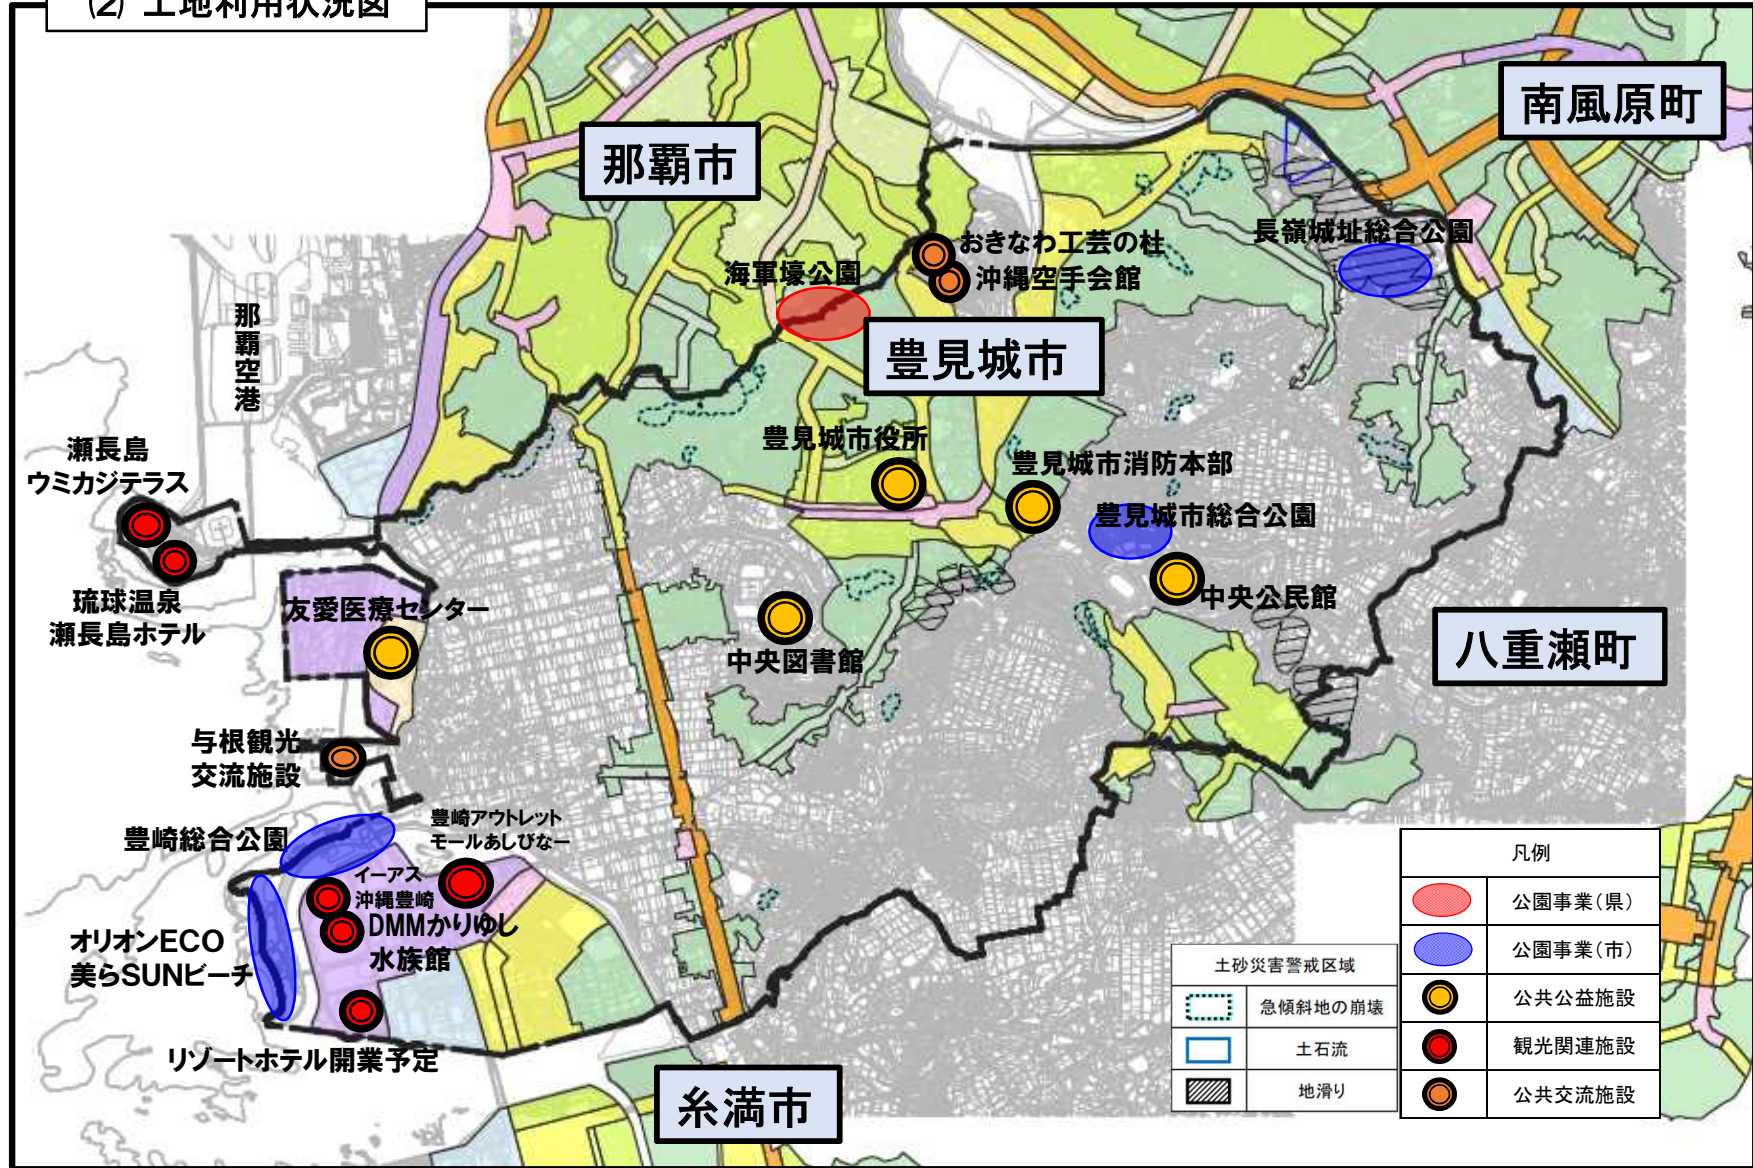 (2) 土地利用状況図
南風原町
那覇市
長嶺城址総合公園
おきなわ工芸の杜
沖縄空手会館
海軍壕公園
那覇空港
豊見城市
豊見城市役所
豊見城市消防本部
豊見城市総合公園
瀬長島
ウミカジテラス
琉球温泉
瀬長島ホテル
友愛医療センター
中央公民館
中央図書館
八重瀬町
与根観光
交流施設
豊崎アウトレット
モールあしびなー
豊崎総合公園
イーアス
沖縄豊崎
DMMかりゆし
水族館
オリオンECO
美らSUNビーチ
リゾートホテル開業予定
糸満市
土砂災害警戒区域
急傾斜地の崩壊
土石流
地滑り
凡例
公園事業(県)
公園事業(市)
公共公益施設
観光関連施設
公共交流施設